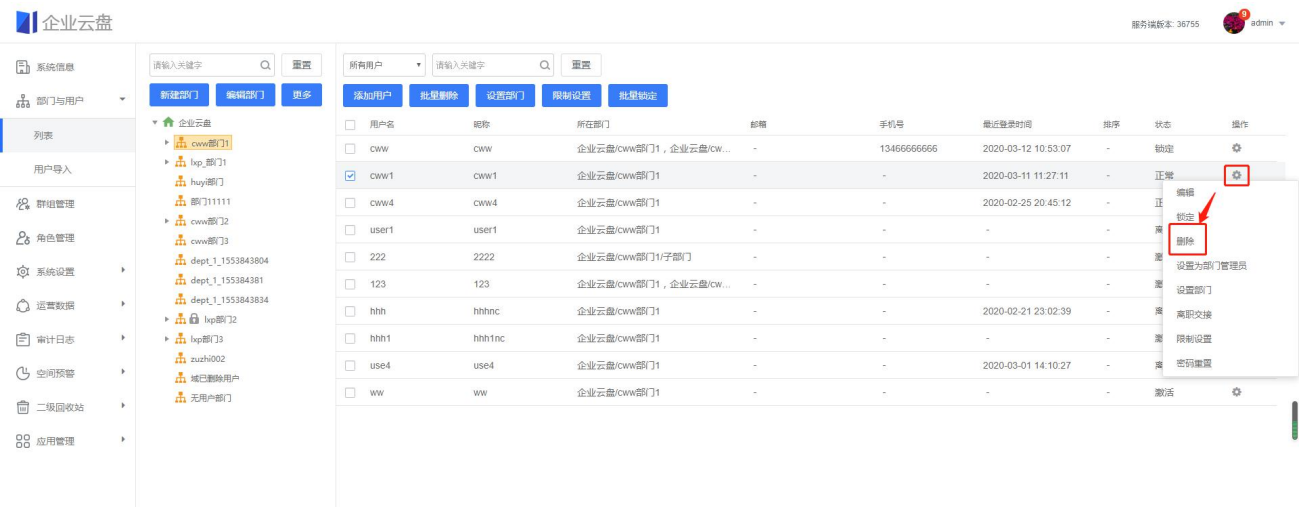 企业云盘
服务端版本: 36755
9
admin
系统信息
部门与用户
列表
用户导入
群组管理
角色管理
系统设置
运营数据
审计日志
空间预警
二级回收站
应用管理
请输入关键字
重置
新建部门 编辑部门 更多
企业云盘
cww部门1
lxp_部门1
huyi部门
部门11111
cww部门2
cww部门3
dept_1_1553843804
dept_1_155384381
dept_1_1553843834
lxp部门2
lxp部门3
zuzhi002
域已删除用户
无用户部门
所有用户 请输入关键字 重置
添加用户 批量删除 设置部门 限制设置 批量锁定
用户名 昵称 所在部门 邮箱 手机号 最近登录时间 排序 状态 操作
cww cww 企业云盘/cww部门1，企业云盘/cw... - 13466666666 2020-03-12 10:53:07 - 锁定
cww1 cww1 企业云盘/cww部门1 - - 2020-03-11 11:27:11 - 正常
cww4 cww4 企业云盘/cww部门1 - - 2020-02-25 20:45:12 -
user1 user1 企业云盘/cww部门1 - - - -
222 2222 企业云盘/cww部门1/子部门 - - - -
123 123 企业云盘/cww部门1，企业云盘/cw... - - - -
hhh hhhnc 企业云盘/cww部门1 - - 2020-02-21 23:02:39 -
hhh1 hhh1nc 企业云盘/cww部门1 - - - -
use4 use4 企业云盘/cww部门1 - - 2020-03-01 14:10:27 -
ww ww 企业云盘/cww部门1 - - - - 激活
编辑
锁定
删除
设置为部门管理员
设置部门
离职交接
限制设置
密码重置